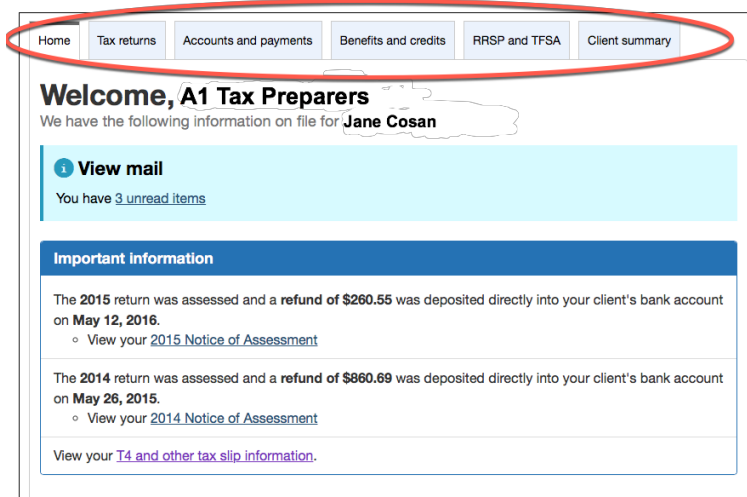 Home Tax returns Accounts and payments Benefits and credits RRSP and TFSA Client summary
Welcome, A1 Tax Preparers
We have the following information on file for Jane Cosan
i View mail
You have 3 unread items
Important information
The 2015 return was assessed and a refund of $260.55 was deposited directly into your client's bank account
on May 12, 2016.
◦ View your 2015 Notice of Assessment
The 2014 return was assessed and a refund of $860.69 was deposited directly into your client's bank account
on May 26, 2015.
◦ View your 2014 Notice of Assessment
View your T4 and other tax slip information.